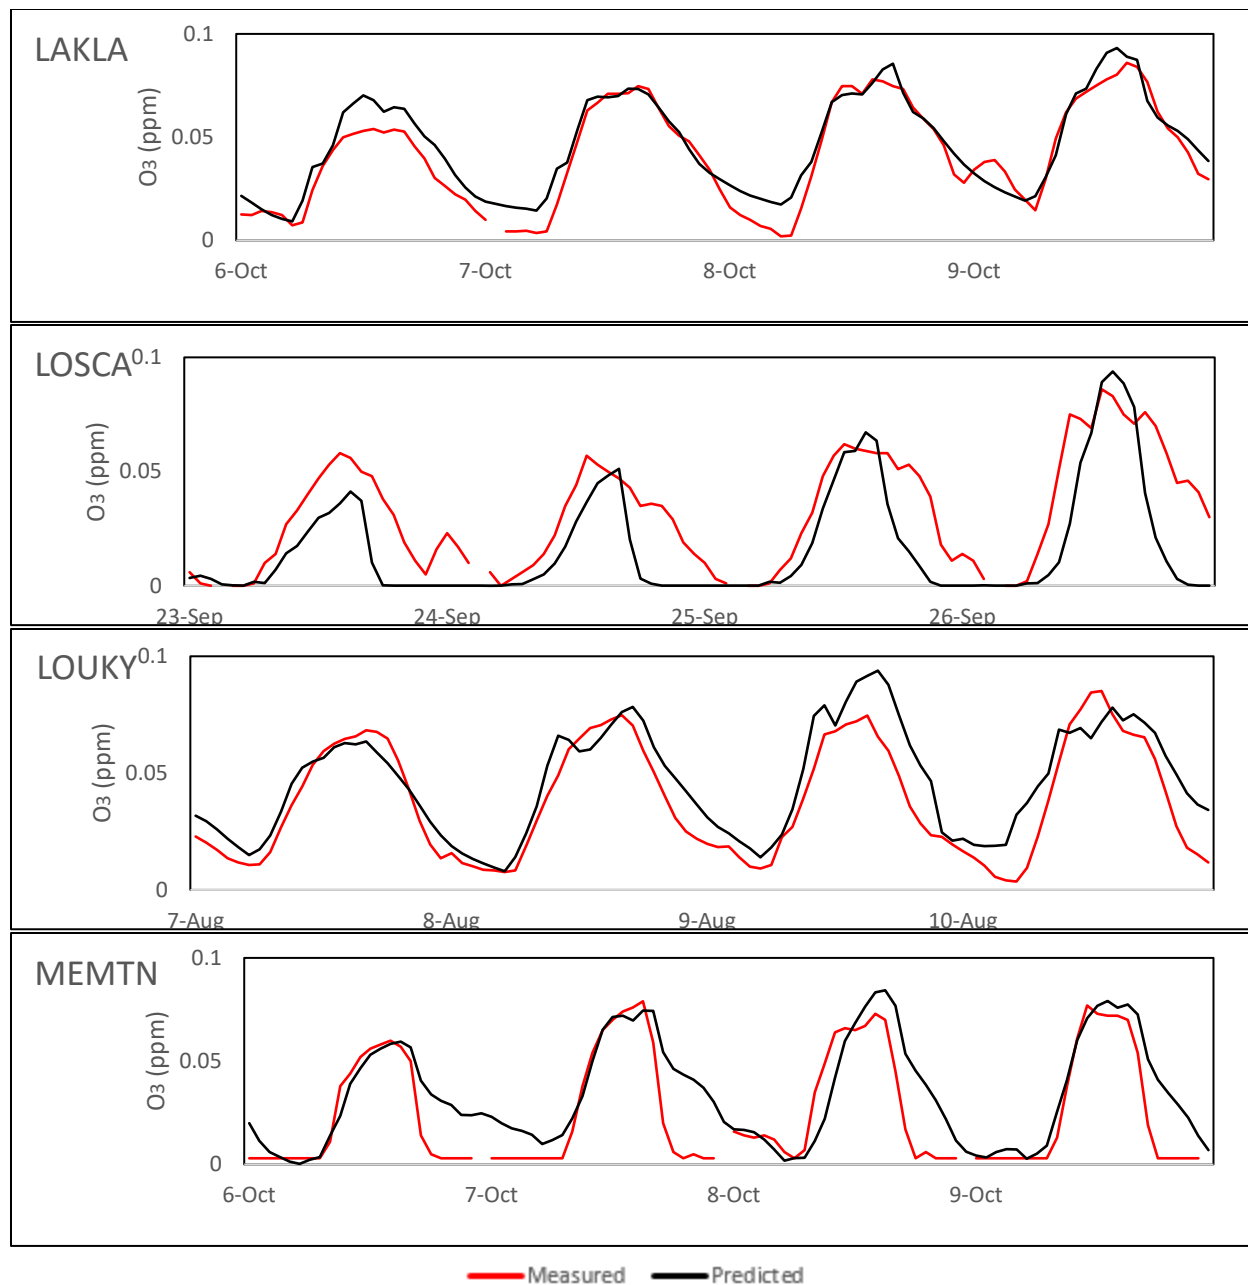 LAKLA
0.1
0.05
0
O3 (ppm)
6-Oct 7-Oct 8-Oct 9-Oct
LOSCA
0.1
0.05
0
O3 (ppm)
23-Sep 24-Sep 25-Sep 26-Sep
LOUKY
0.1
0.05
0
O3 (ppm)
7-Aug 8-Aug 9-Aug 10-Aug
MEMTN
0.1
0.05
0
O3 (ppm)
6-Oct 7-Oct 8-Oct 9-Oct
Measured Predicted